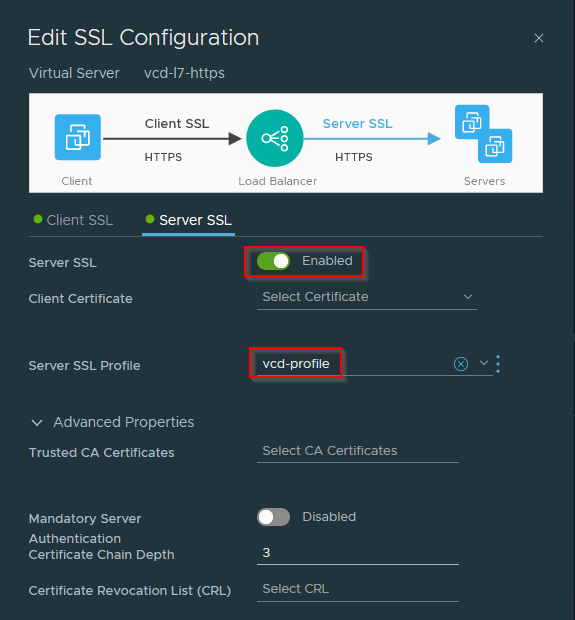 Edit SSL Configuration
Virtual Server vcd-l7-https
Client SSL Server SSL
HTTPS HTTPS
Client Load Balancer Servers
Client SSL Server SSL
Server SSL Enabled
Client Certificate Select Certificate
Server SSL Profile vcd-profile
Advanced Properties
Trusted CA Certificates Select CA Certificates
Mandatory Server Disabled
Authentication
Certificate Chain Depth 3
Certificate Revocation List (CRL) Select CRL